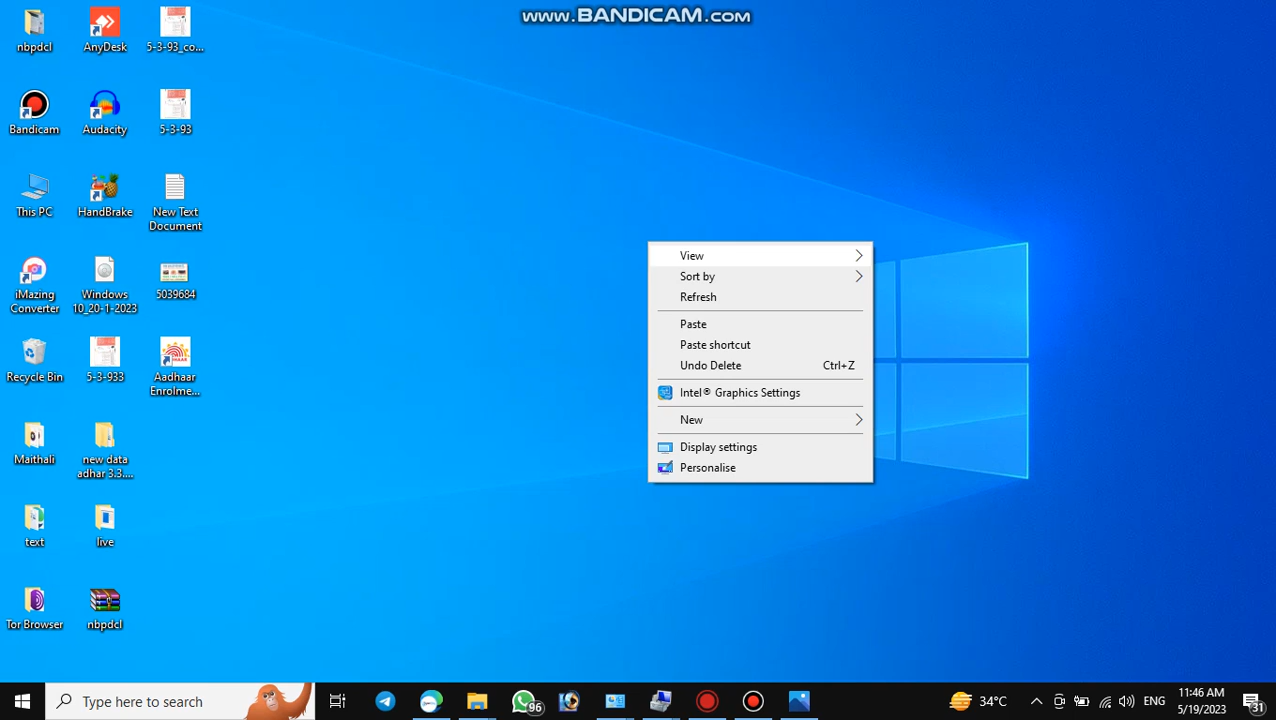 www.BANDICAM.com
nbpdcl
AnyDesk
5-3-93_co...
Bandicam
Audacity
5-3-93
This PC
HandBrake
New Text
Document
iMazing
Converter
Windows
10_20-1-2023
5039684
Recycle Bin
5-3-933
Aadhaar
Enrolme...
Maithali
new data
adhar 3.3....
text
live
Tor Browser
nbpdcl
View
Sort by
Refresh
Paste
Paste shortcut
Undo Delete Ctrl+Z
Intel® Graphics Settings
New
Display settings
Personalise
Type here to search
96
34°C
ENG
11:46 AM
5/19/2023
31